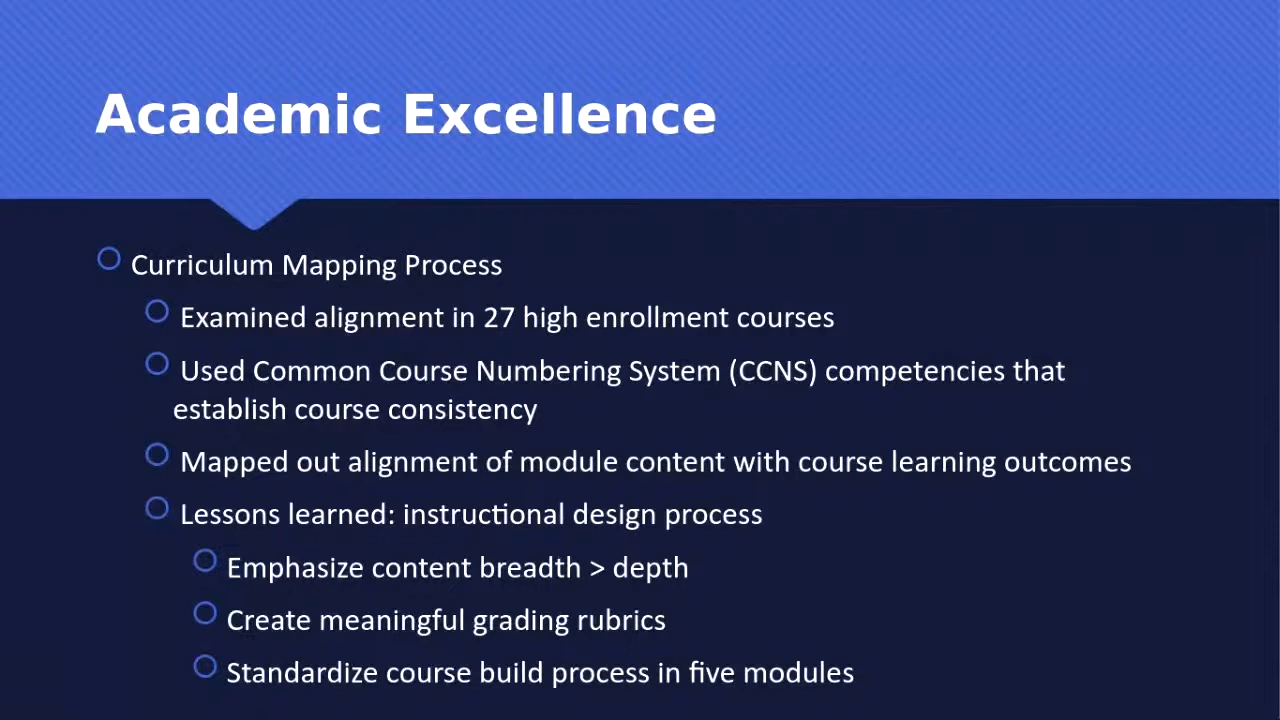 Academic Excellence
Curriculum Mapping Process
Examined alignment in 27 high enrollment courses
Used Common Course Numbering System (CCNS) competencies that
establish course consistency
Mapped out alignment of module content with course learning outcomes
Lessons learned: instructional design process
Emphasize content breadth > depth
Create meaningful grading rubrics
Standardize course build process in five modules